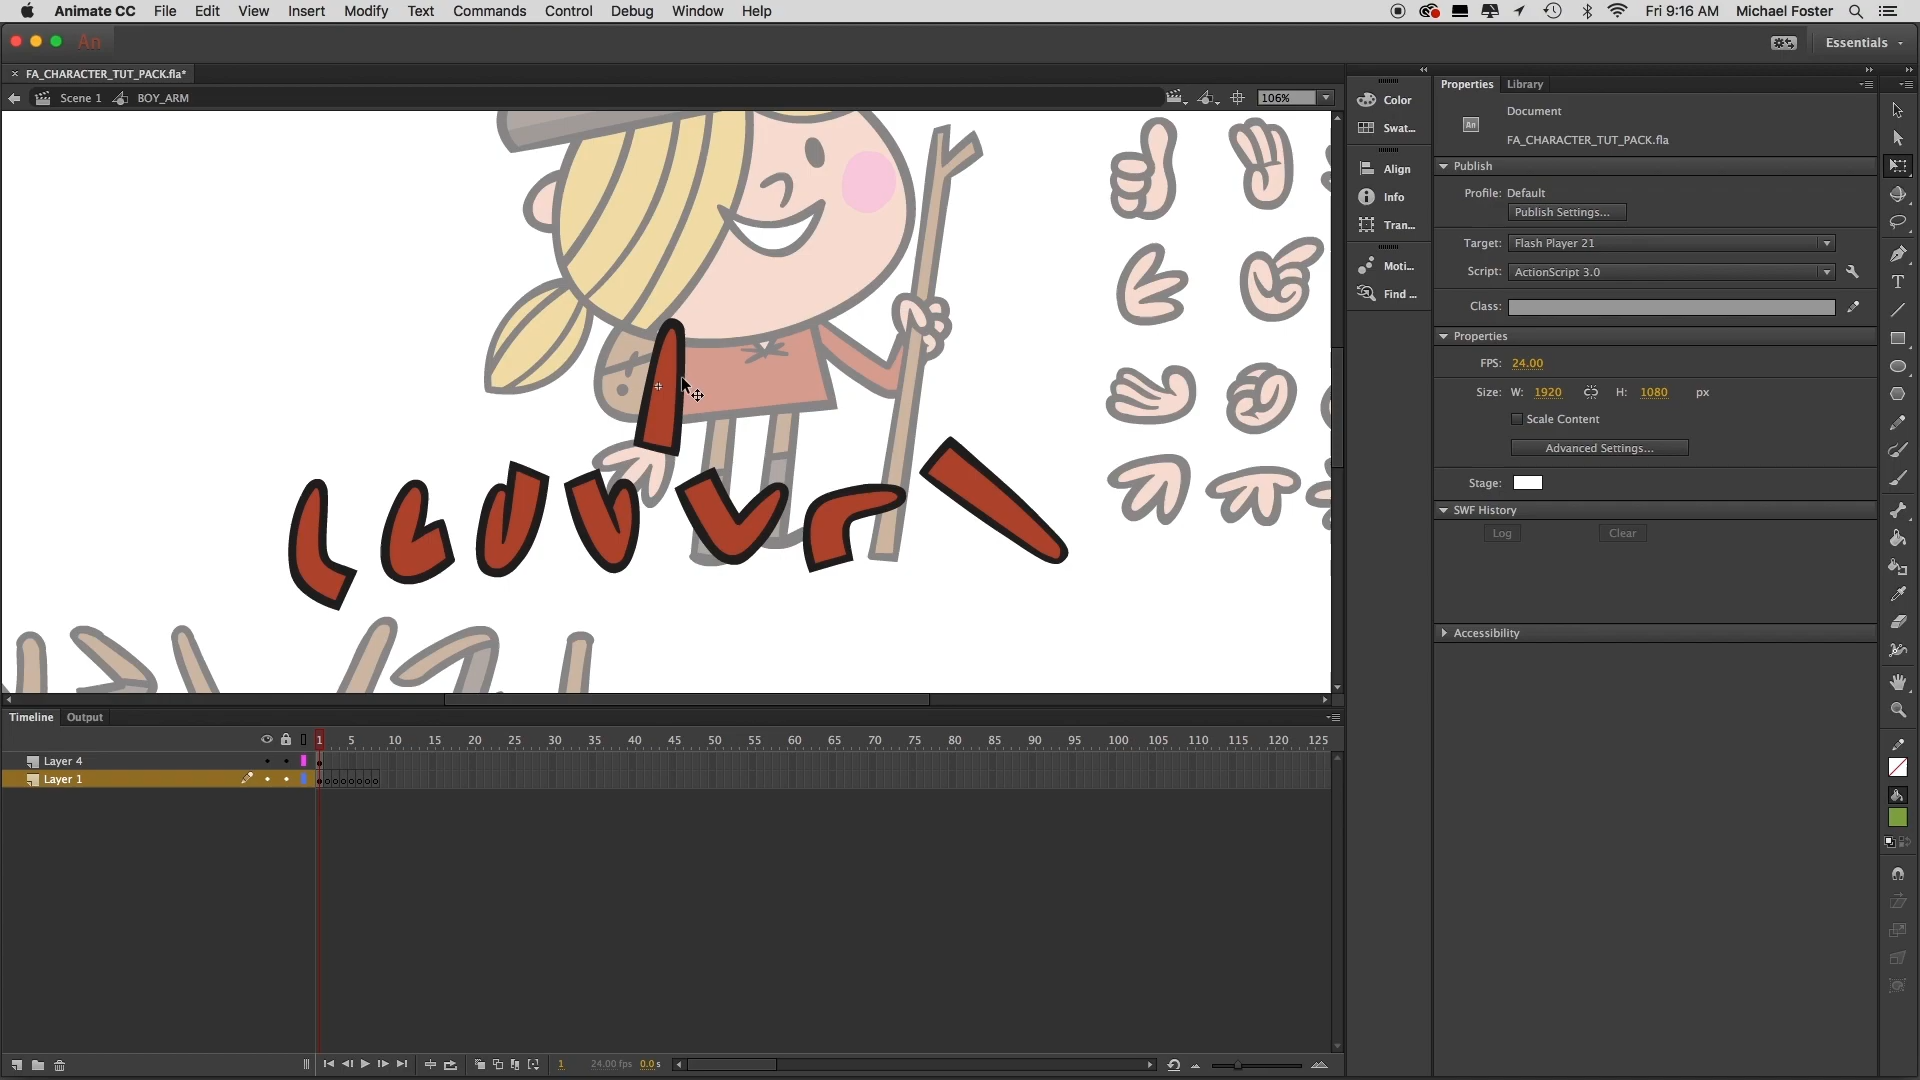 Animate CC File Edit View Insert Modify Text Commands Control Debug Window Help Fri 9:16 AM Michael Foster
An Essentials
× FA_CHARACTER_TUT_PACK.fla*
Scene 1 BOY_ARM 106%
Color
Swat...
Align
Info
Tran...
Moti...
Find ...
Properties Library
Document
An
FA_CHARACTER_TUT_PACK.fla
Publish
Profile: Default
Publish Settings...
Target: Flash Player 21
Script: ActionScript 3.0
Class:
Properties
FPS: 24.00
Size: W: 1920 H: 1080 px
Scale Content
Advanced Settings...
Stage:
SWF History
Log Clear
Accessibility
T
Timeline Output
1 5 10 15 20 25 30 35 40 45 50 55 60 65 70 75 80 85 90 95 100 105 110 115 120 125
Layer 4
Layer 1
1 24.00 fps 0.0 s